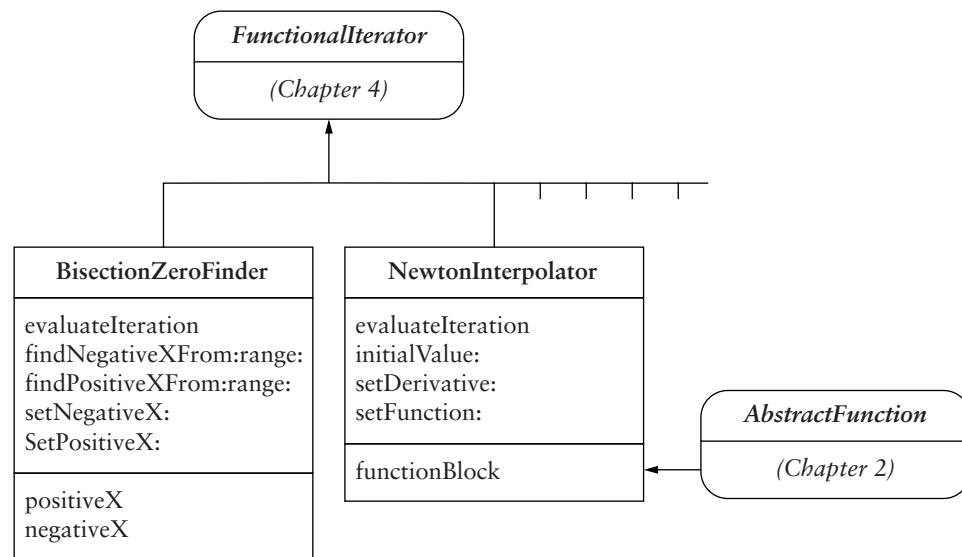 FunctionalIterator
(Chapter 4)
BisectionZeroFinder
evaluateIteration
findNegativeXFrom:range:
findPositiveXFrom:range:
setNegativeX:
SetPositiveX:
positiveX
negativeX
NewtonInterpolator
evaluateIteration
initialValue:
setDerivative:
setFunction:
functionBlock
AbstractFunction
(Chapter 2)